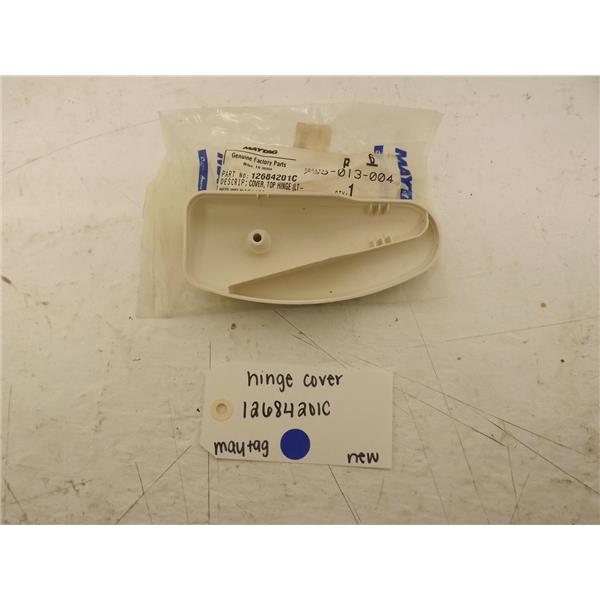 MAYTAG
Genuine Factory Parts
PART NO: 12684201C
-013-004
DESCRIP: COVER, TOP HINGE (LT-
1
MAYTAG
hinge cover
12684201C
maytag
new